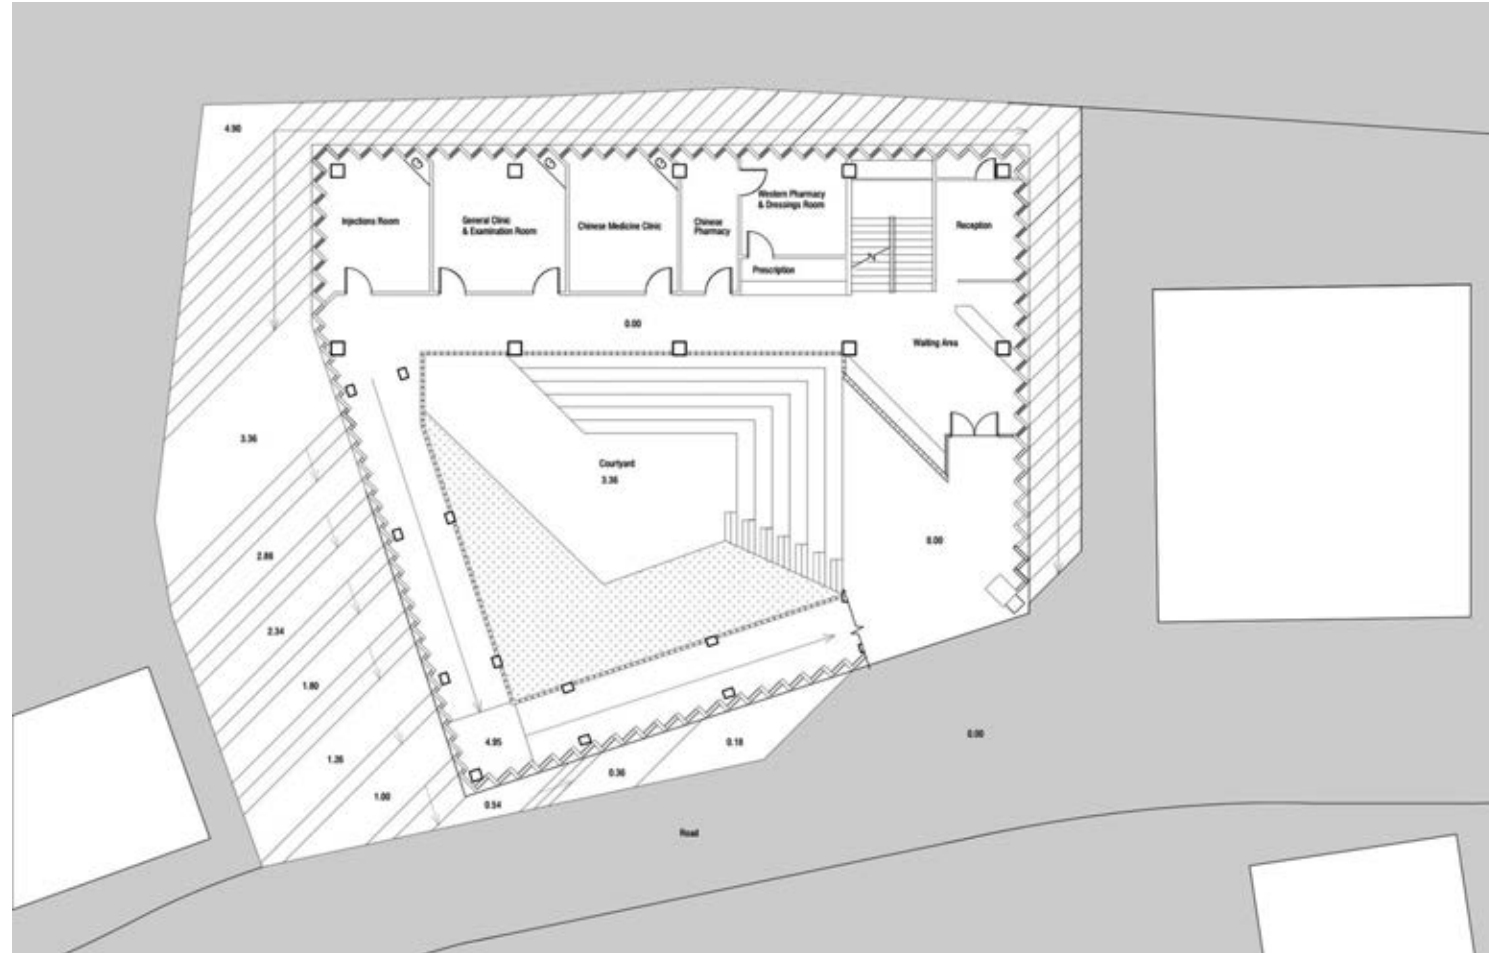 4.90
Injections Room
General Clinic
& Examination Room
Chinese Medicine Clinic
Chinese
Pharmacy
Western Pharmacy
& Dressings Room
Prescription
Reception
0.00
Waiting Area
3.36
Courtyard
3.36
0.00
2.86
2.34
1.80
1.26
1.00
4.95
0.54
0.36
0.18
0.00
Road